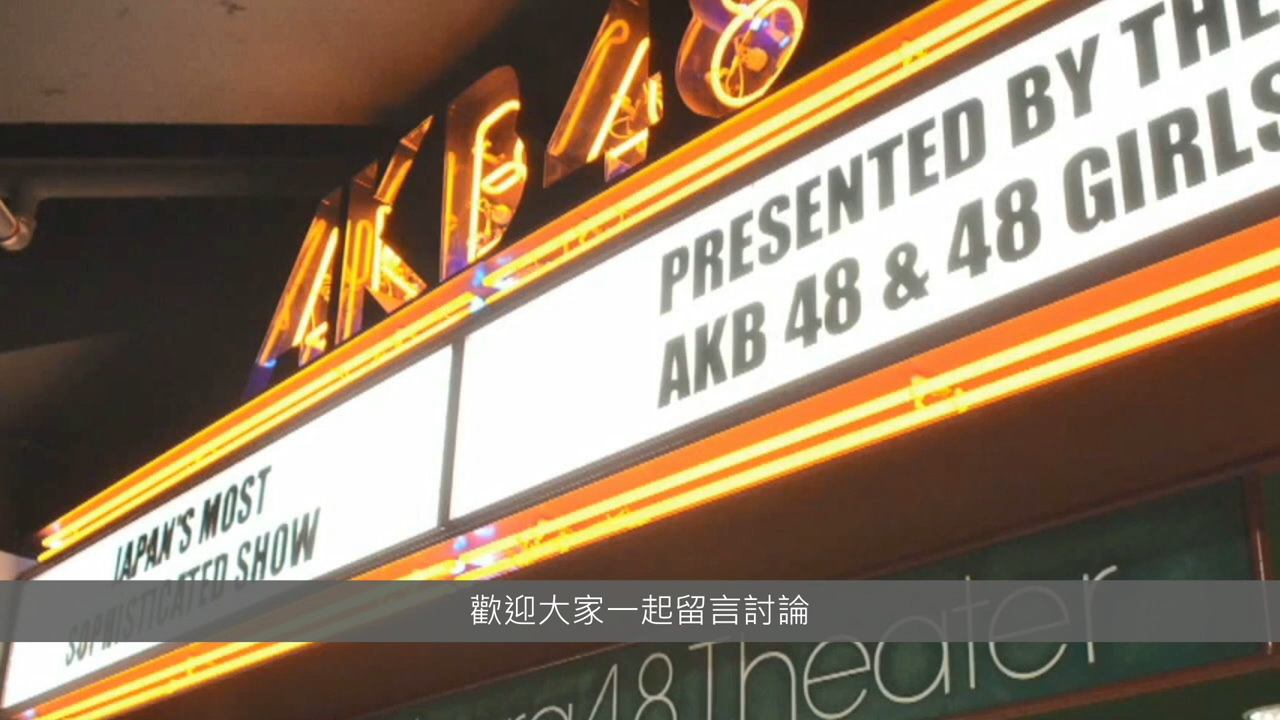 AKB48
PRESENTED BY THE
AKB 48 & 48 GIRLS
JAPAN'S MOST
SOPHISTICATED SHOW
歡迎大家一起留言討論
48Theater